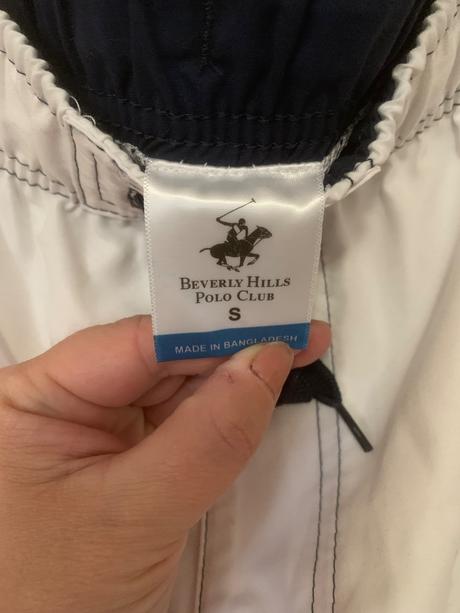 BEVERLY HILLS
POLO CLUB
S
MADE IN BANGLADESH